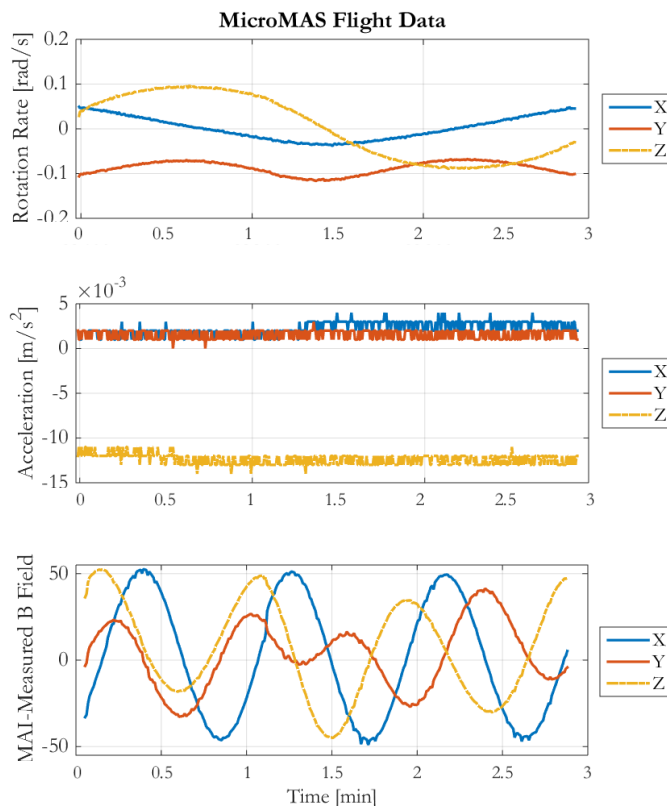 MicroMAS Flight Data
Rotation Rate [rad/s]
0.2
0.1
0
-0.1
-0.2
0 0.5 1 1.5 2 2.5 3
X
Y
Z
×10⁻³
Acceleration [m/s²]
5
0
-5
-10
-15
0 0.5 1 1.5 2 2.5 3
X
Y
Z
MAI-Measured B Field
50
0
-50
0 0.5 1 1.5 2 2.5 3
Time [min]
X
Y
Z